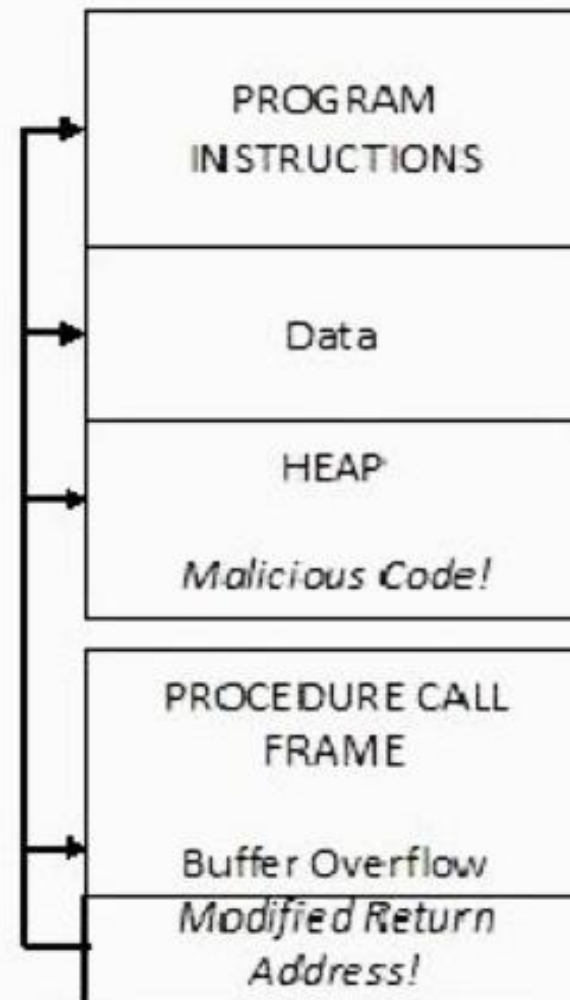 PROGRAM
INSTRUCTIONS
Data
HEAP
Malicious Code!
PROCEDURE CALL
FRAME
Buffer Overflow
Modified Return
Address!